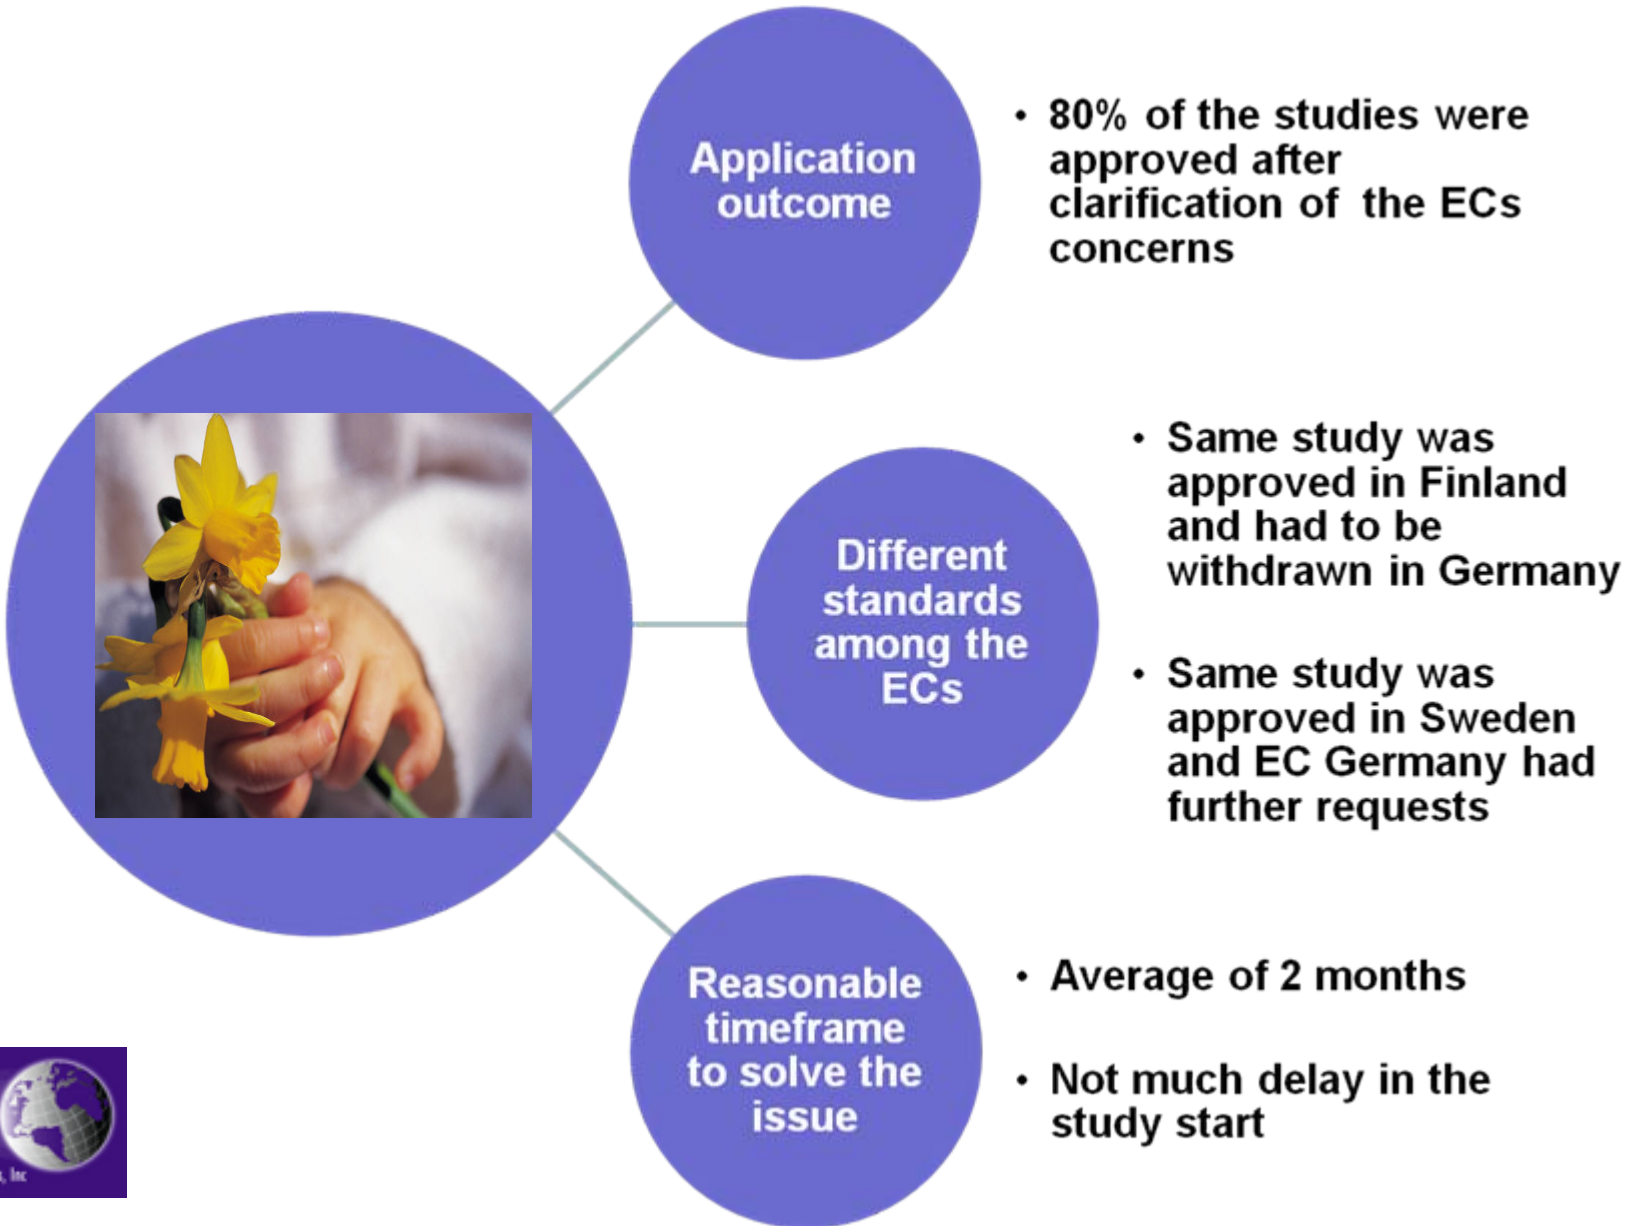 Application
outcome
• 80% of the studies were
approved after
clarification of the ECs
concerns
Different
standards
among the
ECs
• Same study was
approved in Finland
and had to be
withdrawn in Germany
• Same study was
approved in Sweden
and EC Germany had
further requests
Reasonable
timeframe
to solve the
issue
• Average of 2 months
• Not much delay in the
study start
, Inc